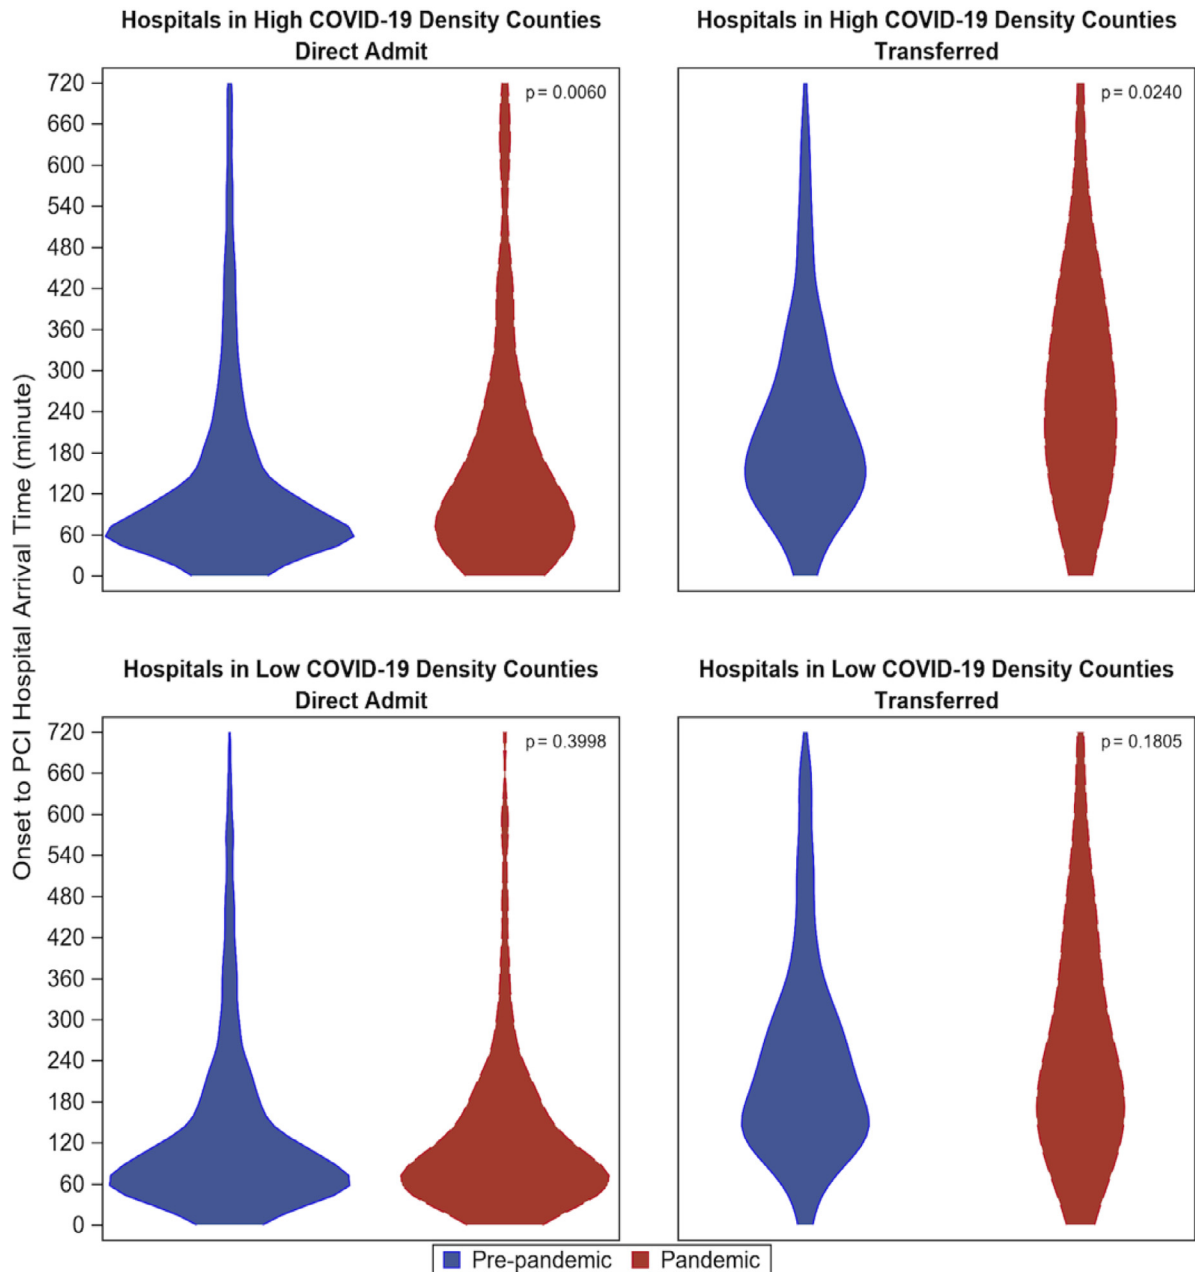 Hospitals in High COVID-19 Density Counties
Direct Admit
Hospitals in High COVID-19 Density Counties
Transferred
Onset to PCI Hospital Arrival Time (minute)
720
660
600
540
480
420
360
300
240
180
120
60
0
p = 0.0060
p = 0.0240
Hospitals in Low COVID-19 Density Counties
Direct Admit
Hospitals in Low COVID-19 Density Counties
Transferred
720
660
600
540
480
420
360
300
240
180
120
60
0
p = 0.3998
p = 0.1805
Pre-pandemic Pandemic